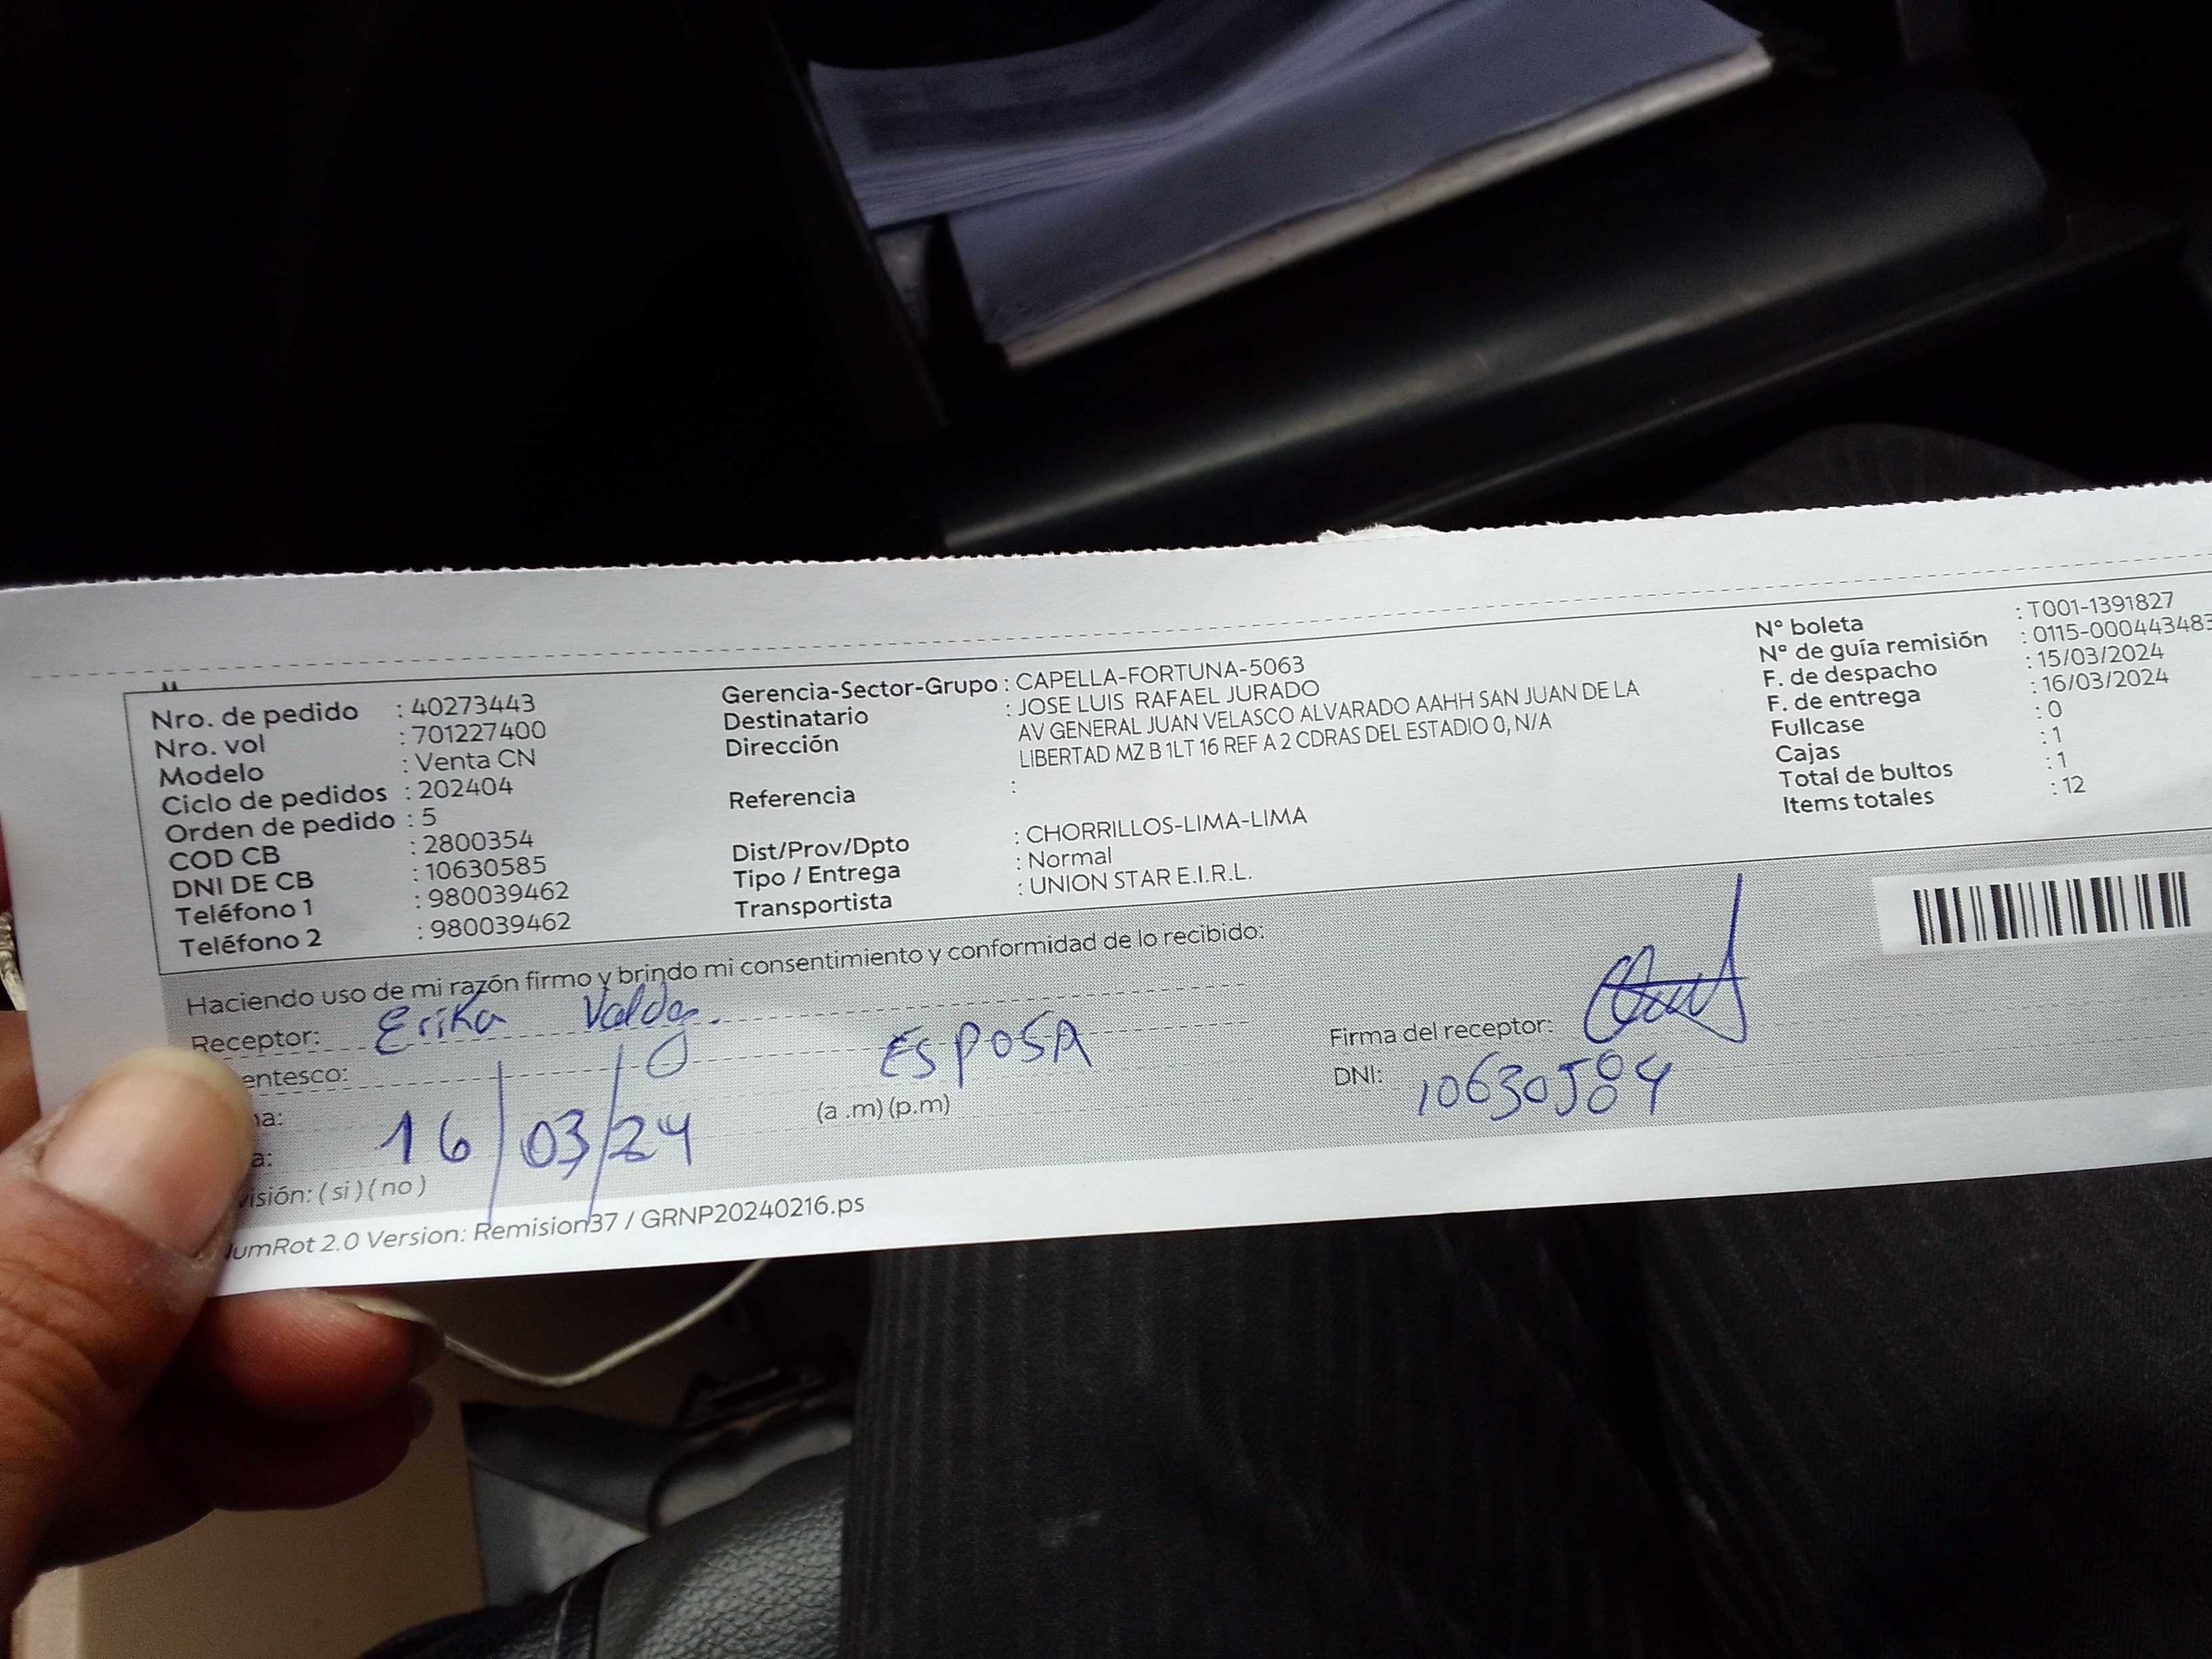 Nro. de pedido : 40273443
Nro. vol : 701227400
Modelo : Venta CN
Ciclo de pedidos : 202404
Orden de pedido : 5
COD CB : 2800354
DNI DE CB : 10630585
Teléfono 1 : 980039462
Teléfono 2 : 980039462
Gerencia-Sector-Grupo : CAPELLA-FORTUNA-5063
Destinatario : JOSE LUIS RAFAEL JURADO
Dirección AV GENERAL JUAN VELASCO ALVARADO AAHH SAN JUAN DE LA
LIBERTAD MZ B 1LT 16 REF A 2 CDRAS DEL ESTADIO 0, N/A
Referencia :
Dist/Prov/Dpto : CHORRILLOS-LIMA-LIMA
Tipo / Entrega : Normal
Transportista : UNION STAR E.I.R.L.
N° boleta : T001-1391827
N° de guía remisión : 0115-000443483
F. de despacho : 15/03/2024
F. de entrega : 16/03/2024
Fullcase : 0
Cajas : 1
Total de bultos : 1
Items totales : 12
Haciendo uso de mi razón firmo y brindo mi consentimiento y conformidad de lo recibido:
Receptor: Erika
entesco: ESPOSA
a: 16/03/24 (a .m) (p.m)
a:
visión: ( si ) ( no )
Firma del receptor:
DNI: 10630584
umRot 2.0 Version: Remision37 / GRNP20240216.ps